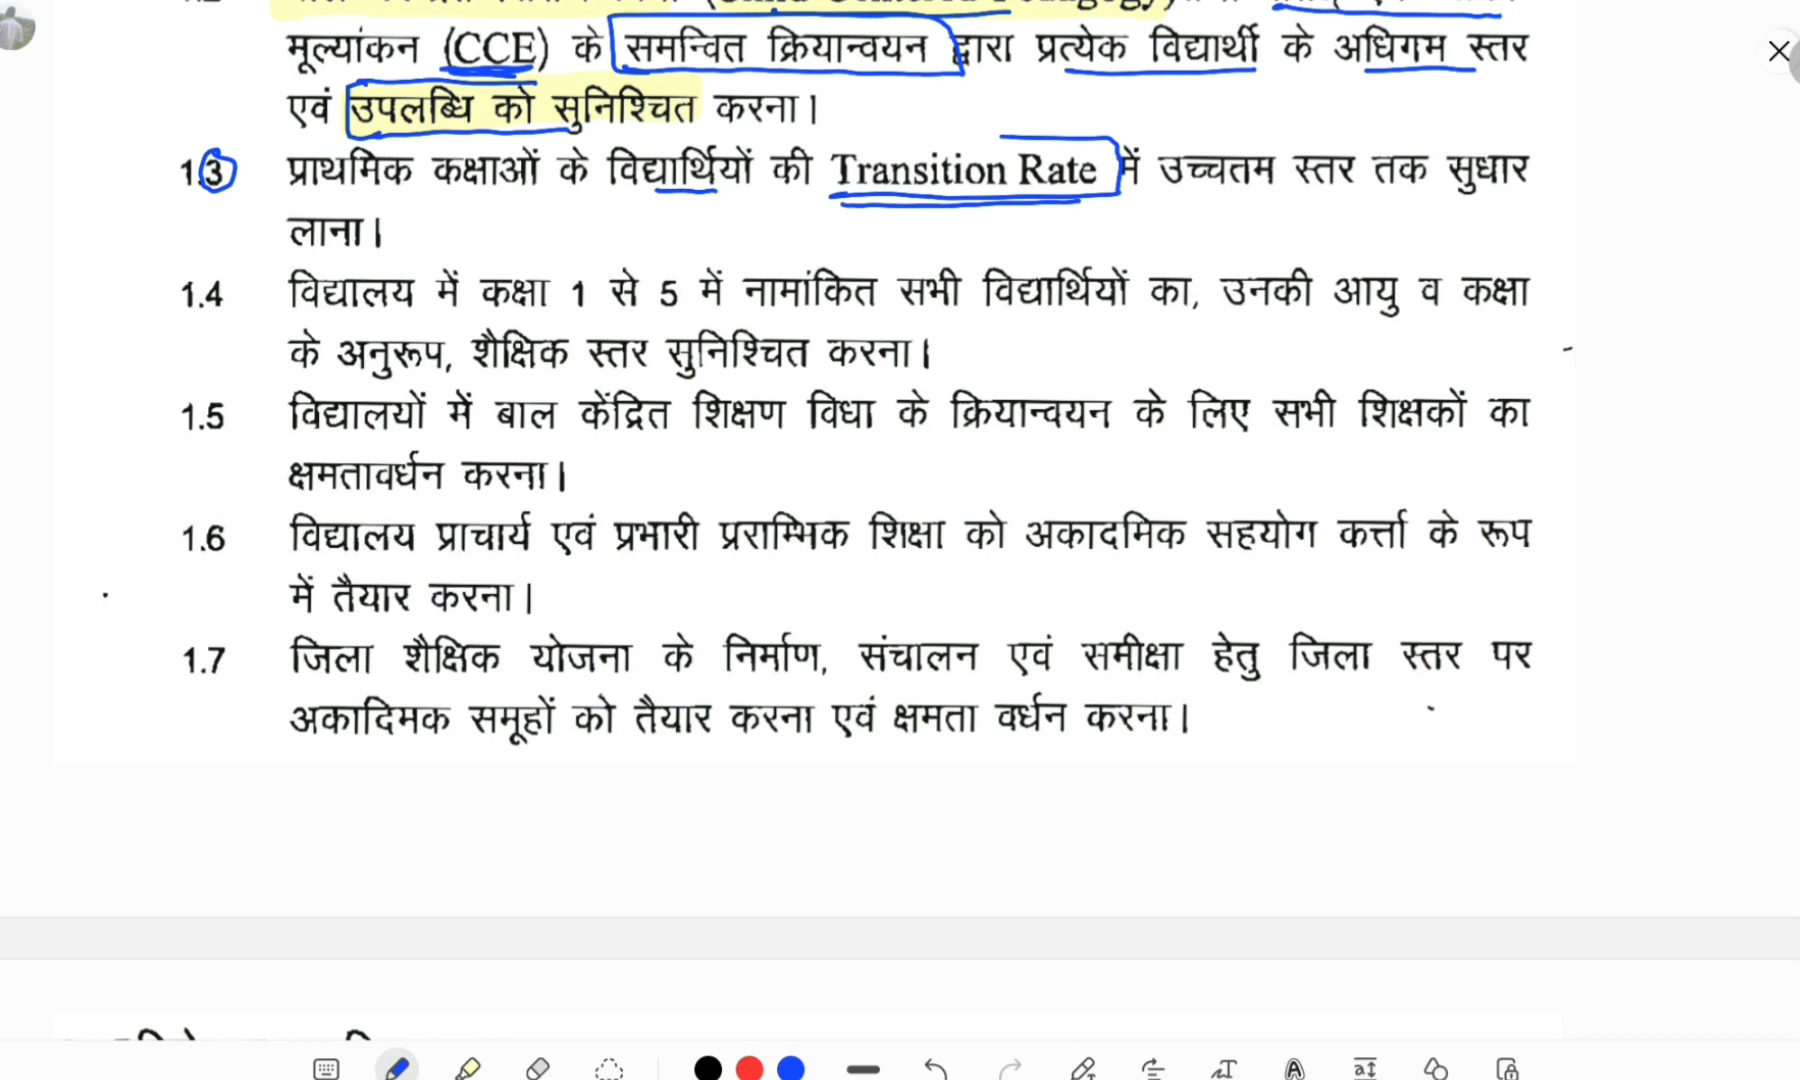 (Child Centered Pedagogy)
मूल्यांकन (CCE) के समन्वित क्रियान्वयन द्वारा प्रत्येक विद्यार्थी के अधिगम स्तर
एवं उपलब्धि को सुनिश्चित करना।
1.3 प्राथमिक कक्षाओं के विद्यार्थियों की Transition Rate में उच्चतम स्तर तक सुधार
लाना।
1.4 विद्यालय में कक्षा 1 से 5 में नामांकित सभी विद्यार्थियों का, उनकी आयु व कक्षा
के अनुरूप, शैक्षिक स्तर सुनिश्चित करना।
1.5 विद्यालयों में बाल केंद्रित शिक्षण विधा के क्रियान्वयन के लिए सभी शिक्षकों का
क्षमतावर्धन करना।
1.6 विद्यालय प्राचार्य एवं प्रभारी प्रराम्भिक शिक्षा को अकादमिक सहयोग कर्त्ता के रूप
में तैयार करना।
1.7 जिला शैक्षिक योजना के निर्माण, संचालन एवं समीक्षा हेतु जिला स्तर पर
अकादिमक समूहों को तैयार करना एवं क्षमता वर्धन करना।